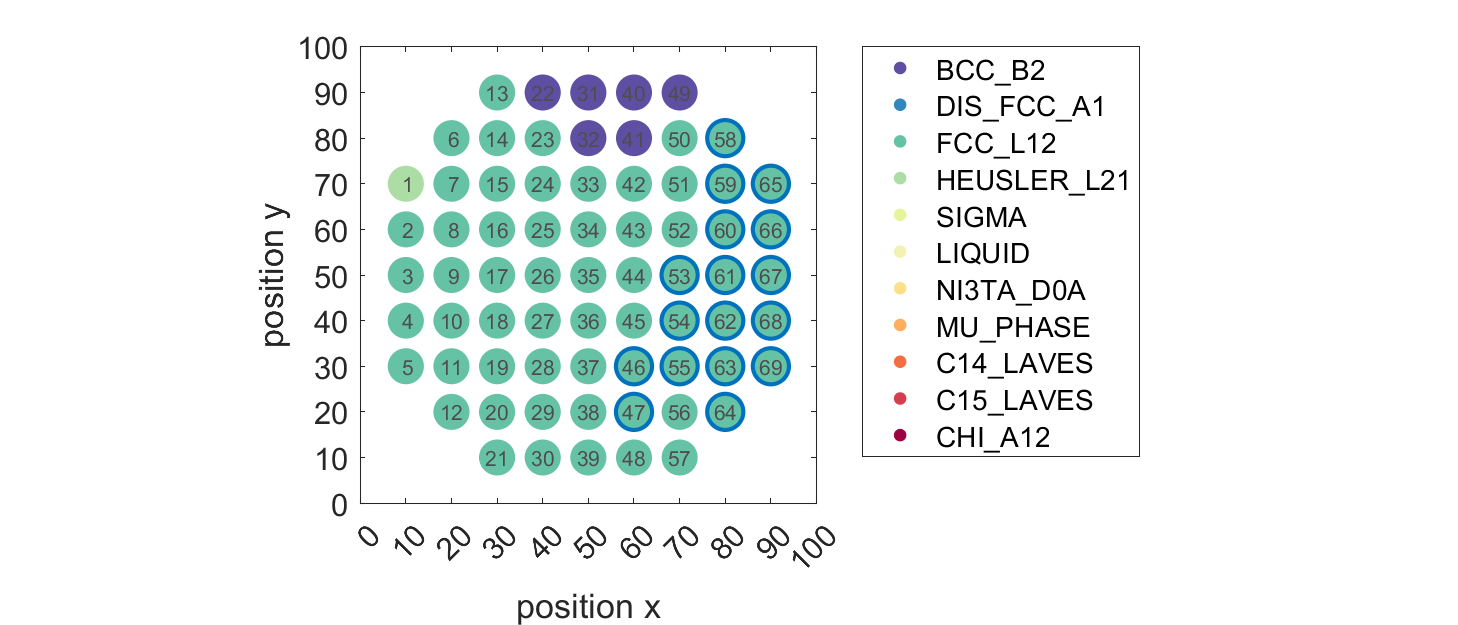 100
90
80
70
60
50
40
30
20
10
0
position y
13 22 31 40 49
6 14 23 32 41 50 58
1 7 15 24 33 42 51 59 65
2 8 16 25 34 43 52 60 66
3 9 17 26 35 44 53 61 67
4 10 18 27 36 45 54 62 68
5 11 19 28 37 46 55 63 69
12 20 29 38 47 56 64
21 30 39 48 57
0 10 20 30 40 50 60 70 80 90 100
position x
BCC_B2
DIS_FCC_A1
FCC_L12
HEUSLER_L21
SIGMA
LIQUID
NI3TA_D0A
MU_PHASE
C14_LAVES
C15_LAVES
CHI_A12